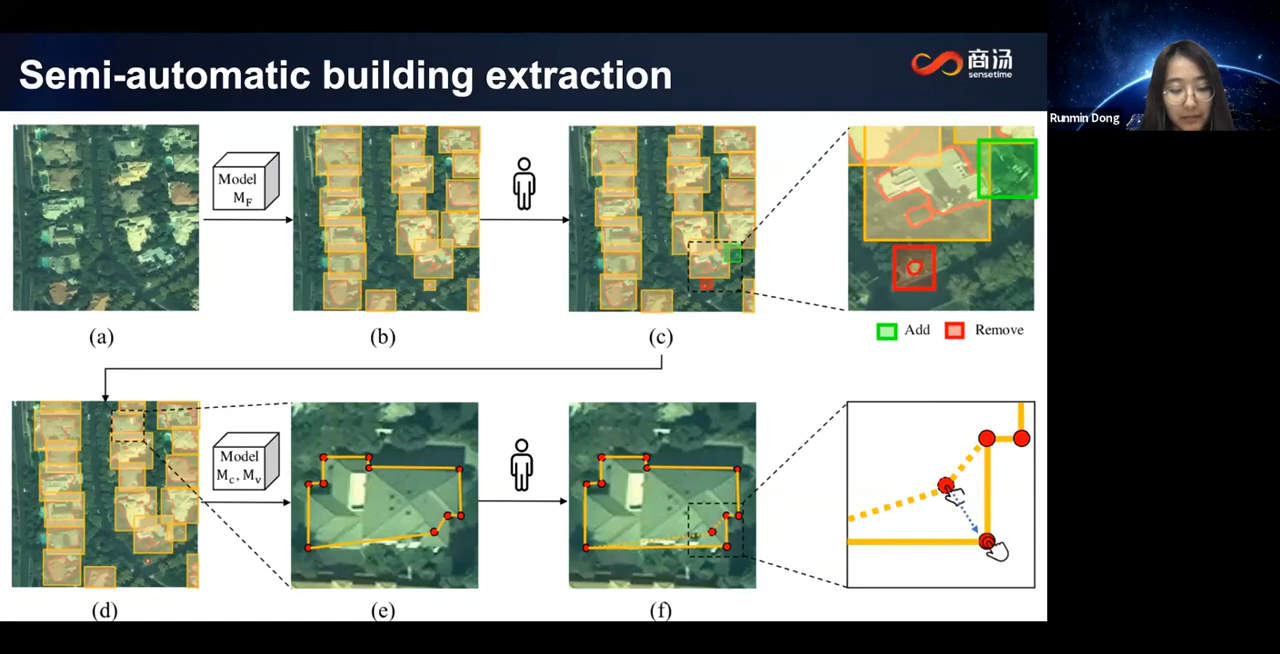 Semi-automatic building extraction
商汤
sensetime
Runmin Dong
Model
M_F
(a)
(b)
(c)
Add
Remove
Model
M_c, M_v
(d)
(e)
(f)